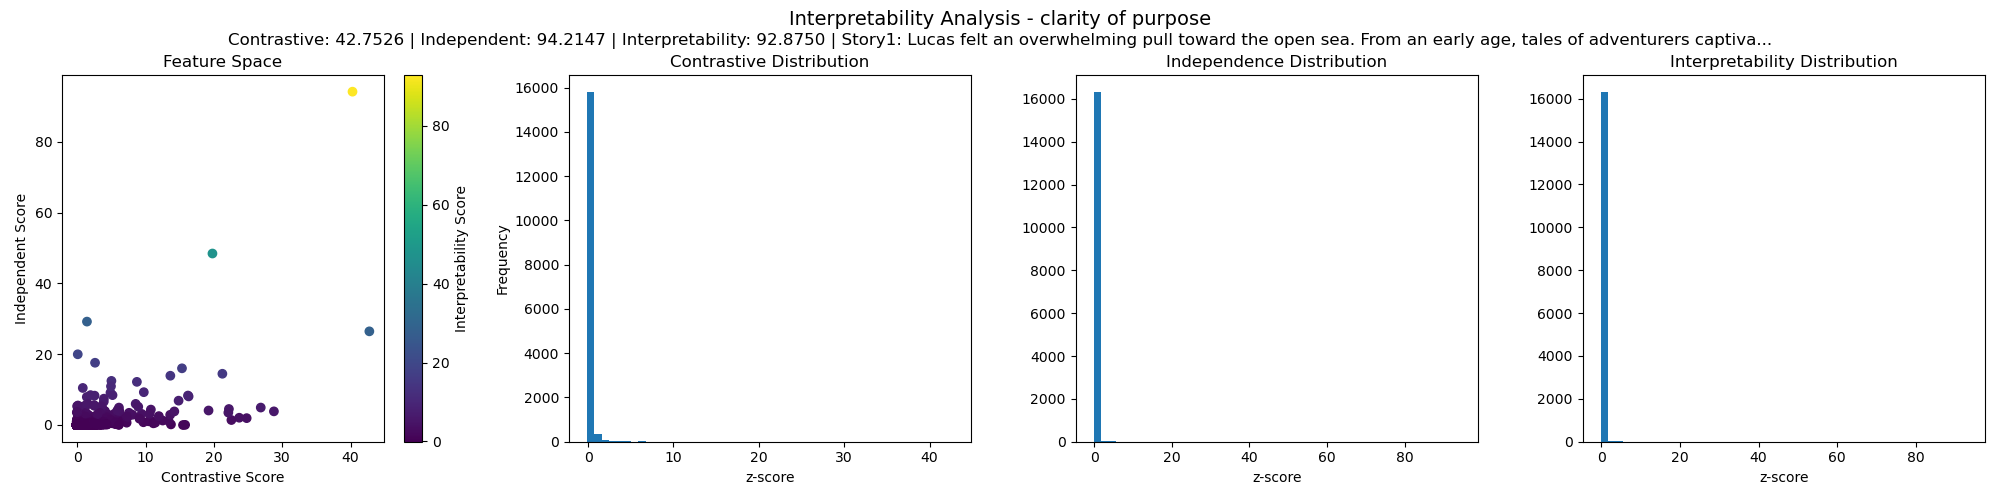 Interpretability Analysis - clarity of purpose
Contrastive: 42.7526 | Independent: 94.2147 | Interpretability: 92.8750 | Story1: Lucas felt an overwhelming pull toward the open sea. From an early age, tales of adventurers captiva...
Feature Space
80
60
40
20
0
Independent Score
0 10 20 30 40
Contrastive Score
80
60
40
20
0
Interpretability Score
Contrastive Distribution
16000
14000
12000
10000
8000
6000
4000
2000
0
Frequency
0 10 20 30 40
z-score
Independence Distribution
16000
14000
12000
10000
8000
6000
4000
2000
0
0 20 40 60 80
z-score
Interpretability Distribution
16000
14000
12000
10000
8000
6000
4000
2000
0
0 20 40 60 80
z-score